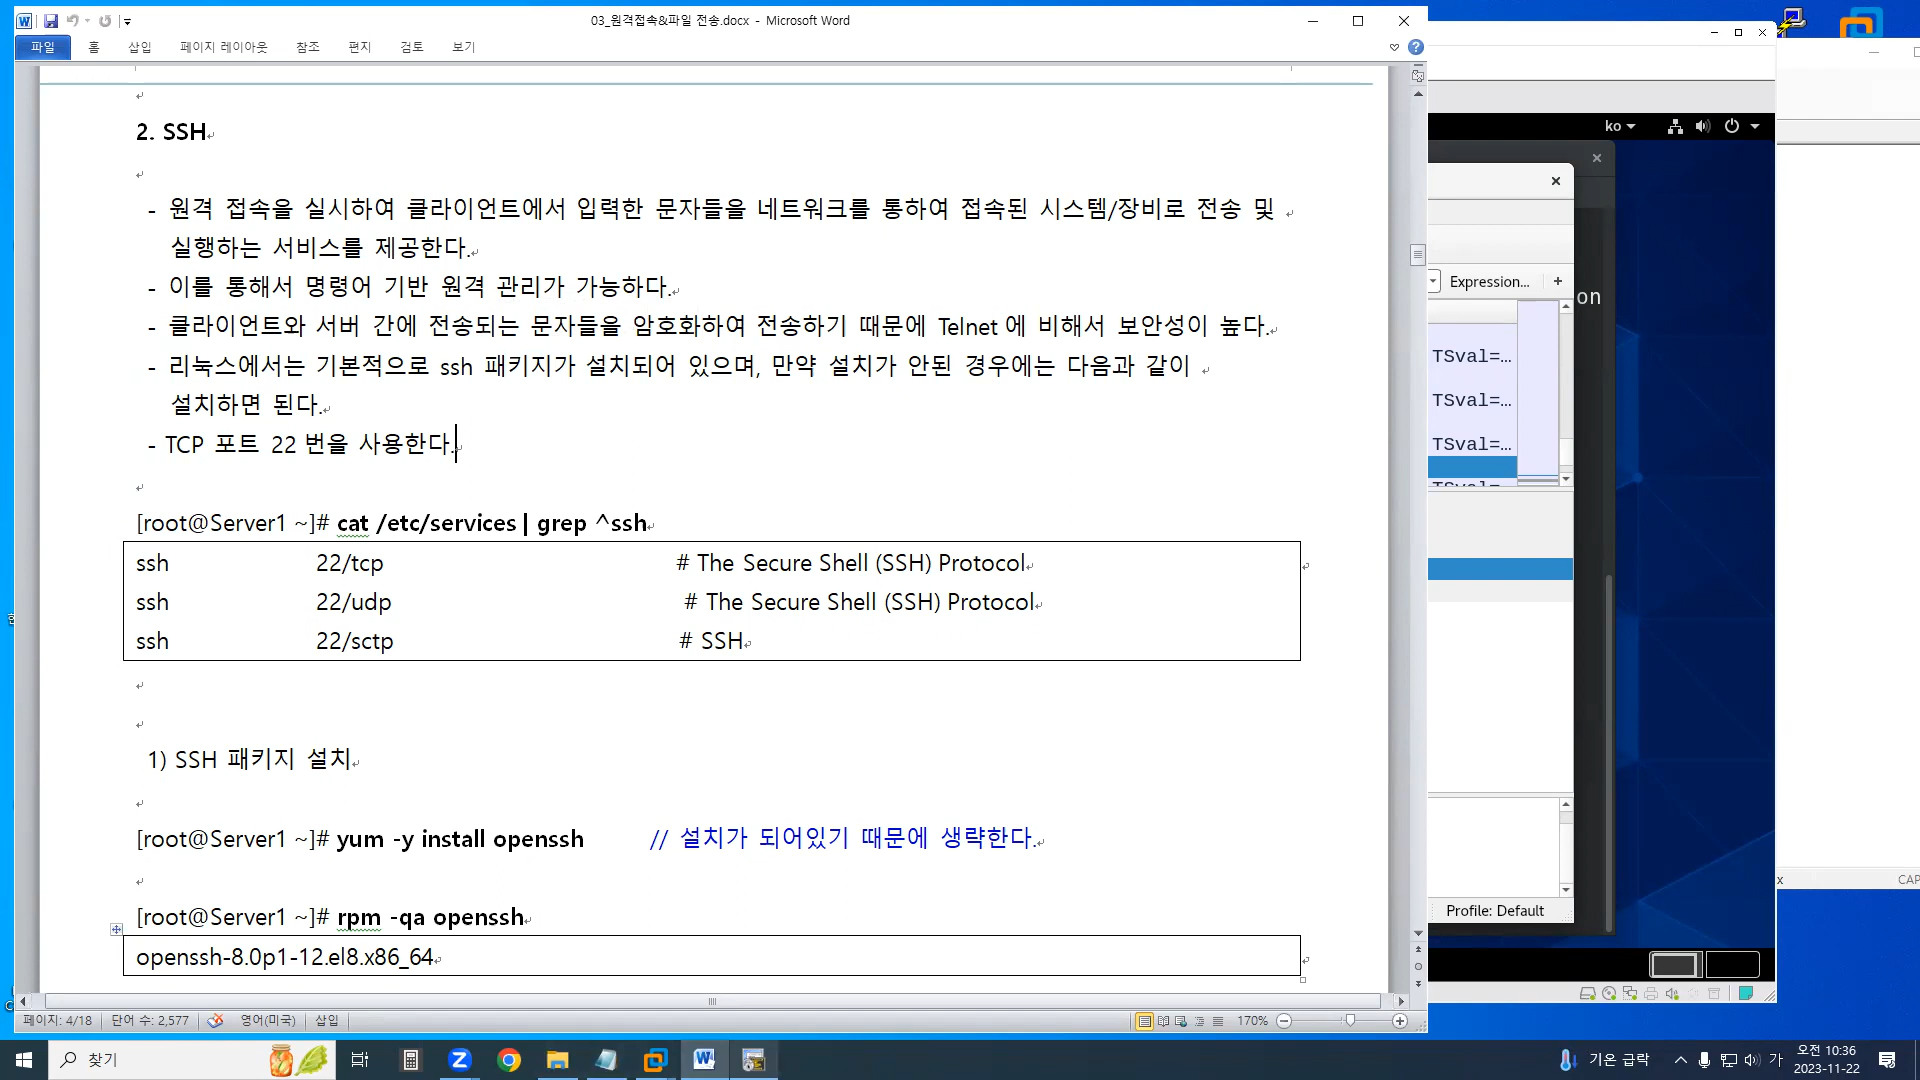 03_원격접속&파일 전송.docx - Microsoft Word
파일 홈 삽입 페이지 레이아웃 참조 편지 검토 보기
2. SSH
- 원격 접속을 실시하여 클라이언트에서 입력한 문자들을 네트워크를 통하여 접속된 시스템/장비로 전송 및
실행하는 서비스를 제공한다.
- 이를 통해서 명령어 기반 원격 관리가 가능하다.
- 클라이언트와 서버 간에 전송되는 문자들을 암호화하여 전송하기 때문에 Telnet에 비해서 보안성이 높다.
- 리눅스에서는 기본적으로 ssh 패키지가 설치되어 있으며, 만약 설치가 안된 경우에는 다음과 같이
설치하면 된다.
- TCP 포트 22번을 사용한다.
[root@Server1 ~]# cat /etc/services | grep ^ssh
ssh 22/tcp # The Secure Shell (SSH) Protocol
ssh 22/udp # The Secure Shell (SSH) Protocol
ssh 22/sctp # SSH
1) SSH 패키지 설치
[root@Server1 ~]# yum -y install openssh // 설치가 되어있기 때문에 생략한다.
[root@Server1 ~]# rpm -qa openssh
openssh-8.0p1-12.el8.x86_64
페이지: 4/18 단어 수: 2,577 영어(미국) 삽입 170%
ko
Expression... +
on
TSval=...
TSval=...
TSval=...
Profile: Default
x CAP
찾기
기온 급락 가 오전 10:36
2023-11-22